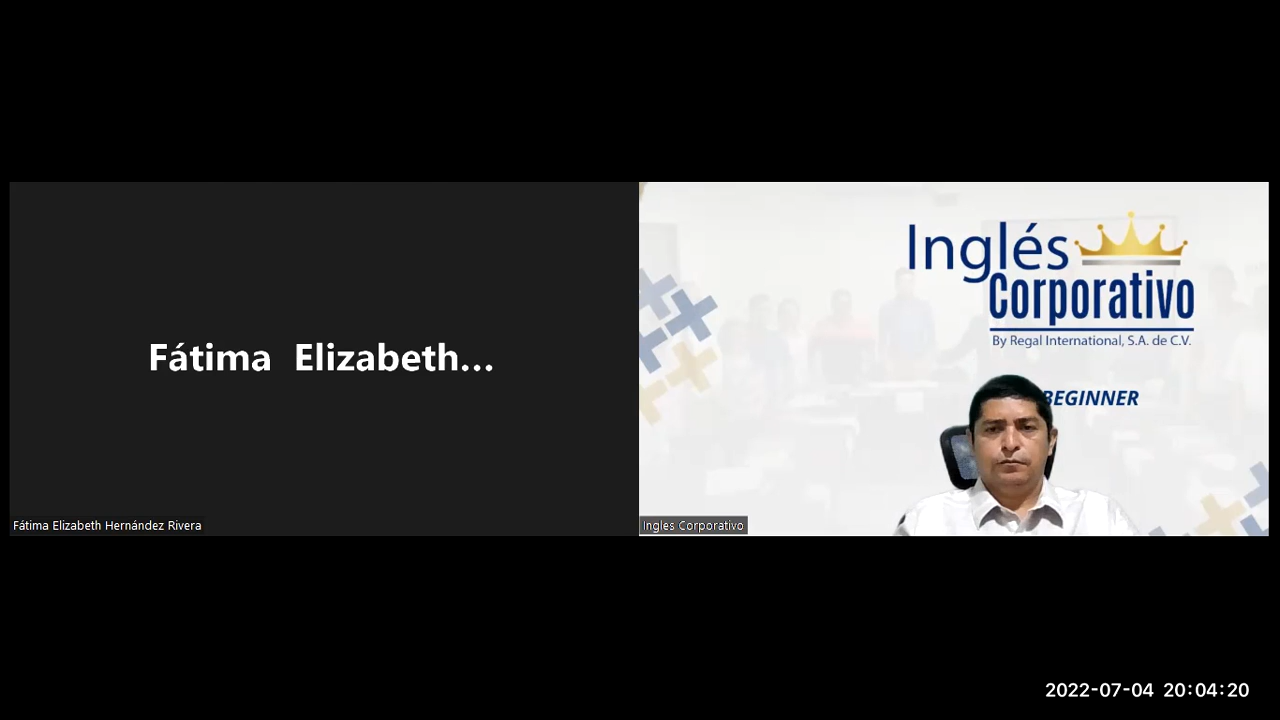 Fátima Elizabeth...
Fátima Elizabeth Hernández Rivera
Inglés
Corporativo
By Regal International, S.A. de C.V.
BEGINNER
Ingles Corporativo
2022-07-04 20:04:20